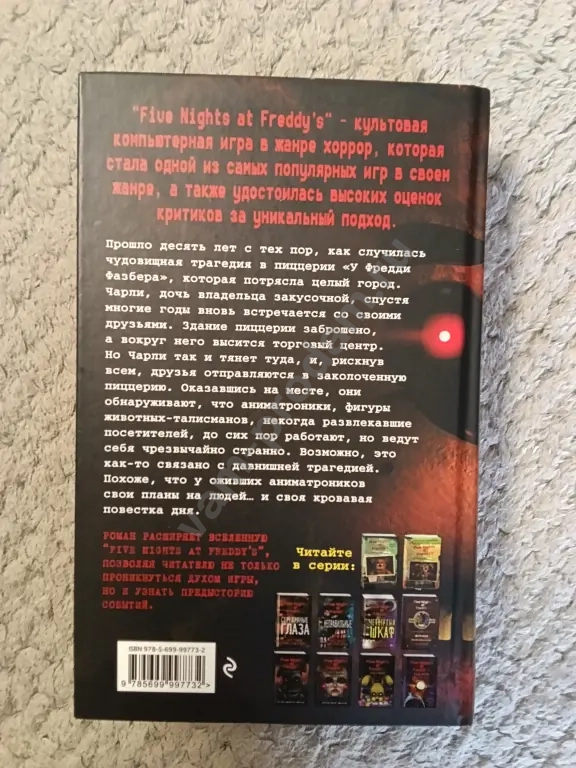 "Five Nights at Freddy's" – культовая
компьютерная игра в жанре хоррор, которая
стала одной из самых популярных игр в своем
жанре, а также удостоилась высоких оценок
критиков за уникальный подход.
Прошло десять лет с тех пор, как случилась
чудовищная трагедия в пиццерии «У Фредди
Фазбера», которая потрясла целый город.
Чарли, дочь владельца закусочной, спустя
многие годы вновь встречается со своими
друзьями. Здание пиццерии заброшено,
а вокруг него высится торговый центр.
Но Чарли так и тянет туда, и, рискнув
всем, друзья отправляются в заколоченную
пиццерию. Оказавшись на месте, они
обнаруживают, что аниматроники, фигуры
животных-талисманов, некогда развлекавшие
посетителей, до сих пор работают, но ведут
себя чрезвычайно странно. Возможно, это
как-то связано с давнишней трагедией.
Похоже, что у оживших аниматроников
свои планы на людей… и своя кровавая
повестка дня.
РОМАН РАСШИРЯЕТ ВСЕЛЕННУЮ
"FIVE NIGHTS AT FREDDY'S",
ПОЗВОЛЯЯ ЧИТАТЕЛЮ НЕ ТОЛЬКО
ПРОНИКНУТЬСЯ ДУХОМ ИГРЫ,
НО И УЗНАТЬ ПРЕДЫСТОРИЮ
СОБЫТИЙ.
Читайте
в серии:
СЕРЕБРЯНЫЕ
ГЛАЗА
НЕПРАВИЛЬНЫЕ
ЧЕТВЕРТЫЙ
ШКАФ
ISBN 978-5-699-99773-2
9 785699 997732 >